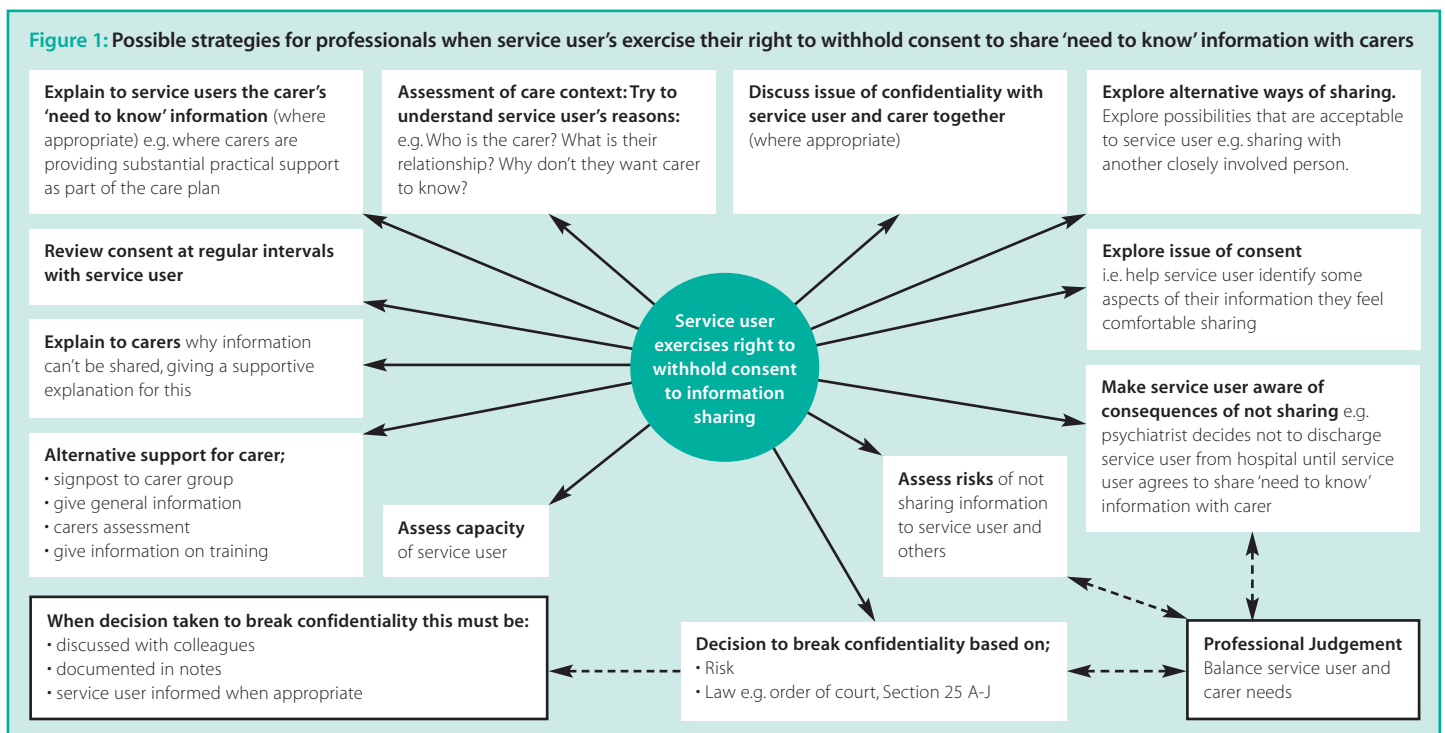 Figure 1: Possible strategies for professionals when service user’s exercise their right to withhold consent to share ‘need to know’ information with carers
Explain to service users the carer’s
‘need to know’ information (where
appropriate) e.g. where carers are
providing substantial practical support
as part of the care plan
Assessment of care context: Try to
understand service user’s reasons:
e.g. Who is the carer? What is their
relationship? Why don’t they want carer
to know?
Discuss issue of confidentiality with
service user and carer together
(where appropriate)
Explore alternative ways of sharing.
Explore possibilities that are acceptable
to service user e.g. sharing with
another closely involved person.
Review consent at regular intervals
with service user
Explore issue of consent
i.e. help service user identify some
aspects of their information they feel
comfortable sharing
Service user
exercises right to
withhold consent
to information
sharing
Explain to carers why information
can’t be shared, giving a supportive
explanation for this
Make service user aware of
consequences of not sharing e.g.
psychiatrist decides not to discharge
service user from hospital until service
user agrees to share ‘need to know’
information with carer
Alternative support for carer;
• signpost to carer group
• give general information
• carers assessment
• give information on training
Assess capacity
of service user
Assess risks of not
sharing information
to service user and
others
When decision taken to break confidentiality this must be:
• discussed with colleagues
• documented in notes
• service user informed when appropriate
Decision to break confidentiality based on;
• Risk
• Law e.g. order of court, Section 25 A-J
Professional Judgement
Balance service user and
carer needs